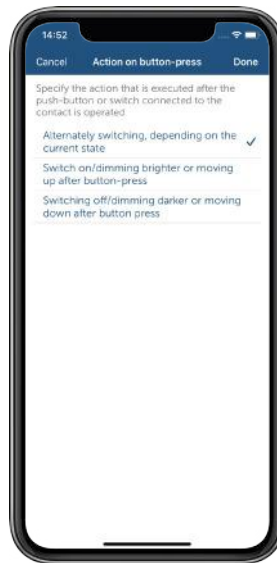 14:52
Cancel Action on button-press Done
Specify the action that is executed after the
push-button or switch connected to the
contact is operated
Alternately switching, depending on the
current state
Switch on/dimming brighter or moving
up after button-press
Switching off/dimming darker or moving
down after button press